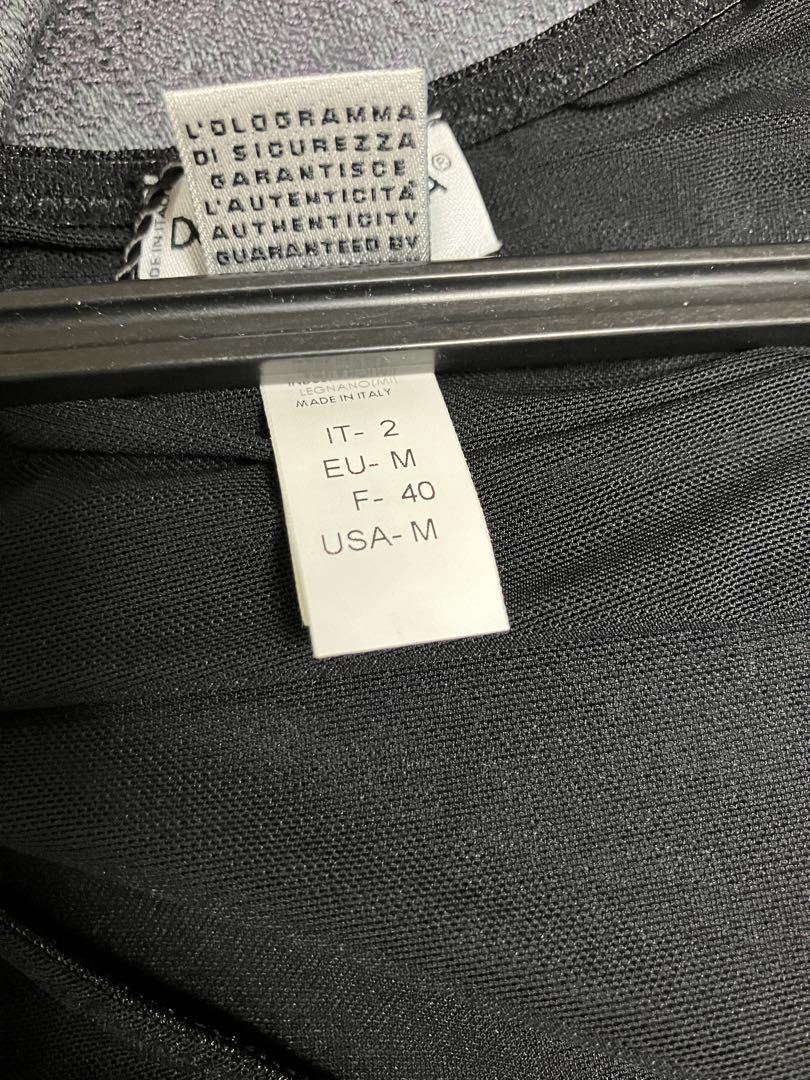 L'OLOGRAMMA
DI SICUREZZA
GARANTISCE
L'AUTENTICITÀ
AUTHENTICITY
GUARANTEED BY
LEGNANO(MI)
MADE IN ITALY
IT- 2
EU- M
F- 40
USA- M